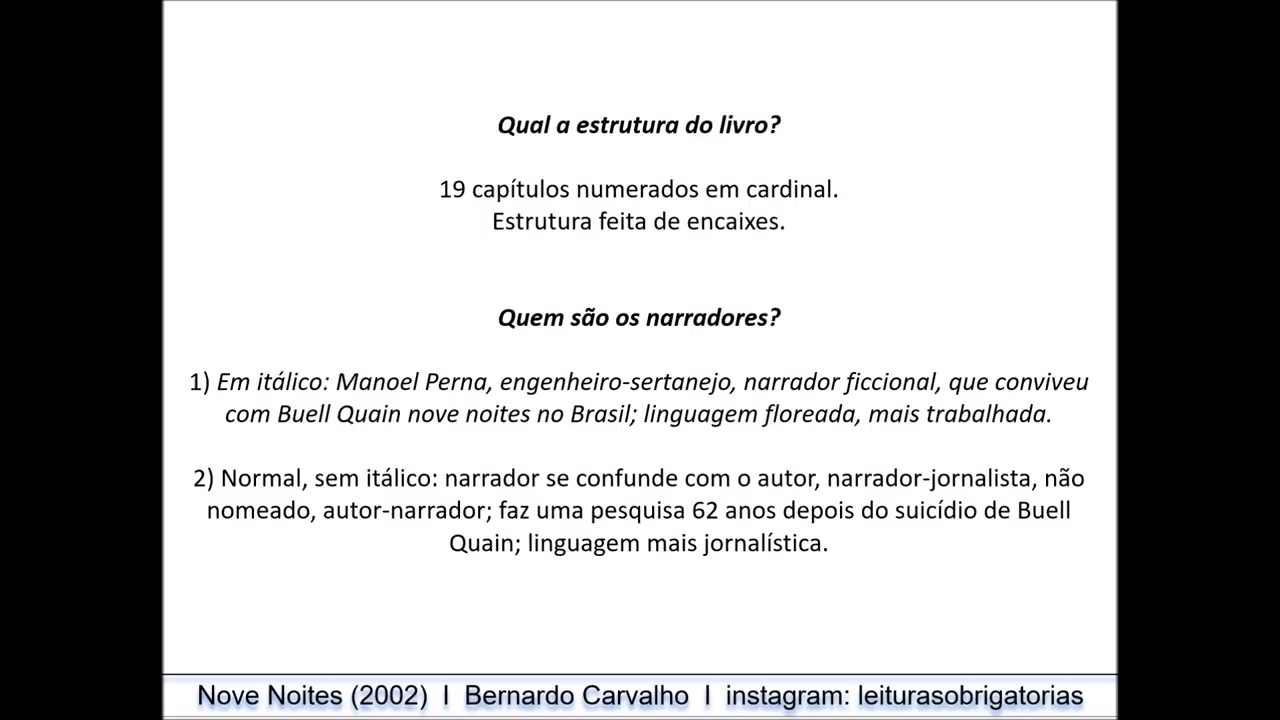 Qual a estrutura do livro?
19 capítulos numerados em cardinal.
Estrutura feita de encaixes.
Quem são os narradores?
1) Em itálico: Manoel Perna, engenheiro-sertanejo, narrador ficcional, que conviveu
com Buell Quain nove noites no Brasil; linguagem floreada, mais trabalhada.
2) Normal, sem itálico: narrador se confunde com o autor, narrador-jornalista, não
nomeado, autor-narrador; faz uma pesquisa 62 anos depois do suicídio de Buell
Quain; linguagem mais jornalística.
Nove Noites (2002) I Bernardo Carvalho I instagram: leiturasobrigatorias